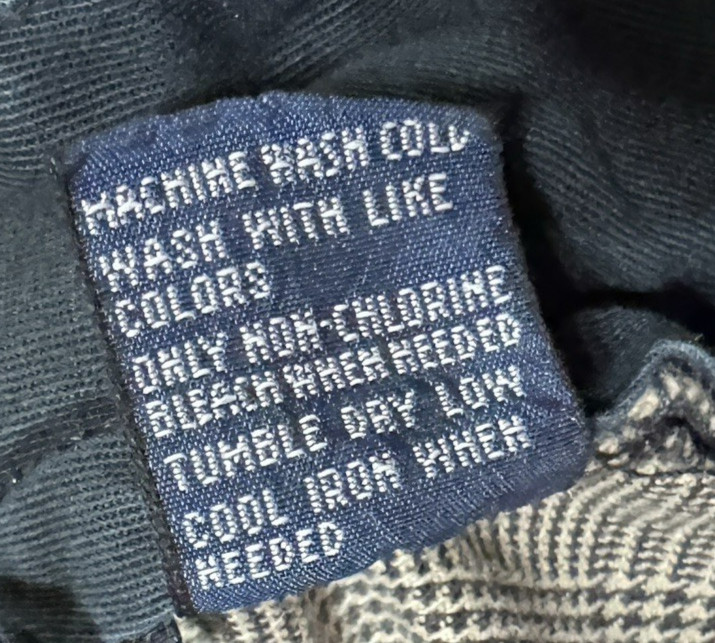 MACHINE WASH COLD
WASH WITH LIKE
COLORS
ONLY NON-CHLORINE
BLEACH WHEN NEEDED
TUMBLE DRY LOW
COOL IRON WHEN
NEEDED